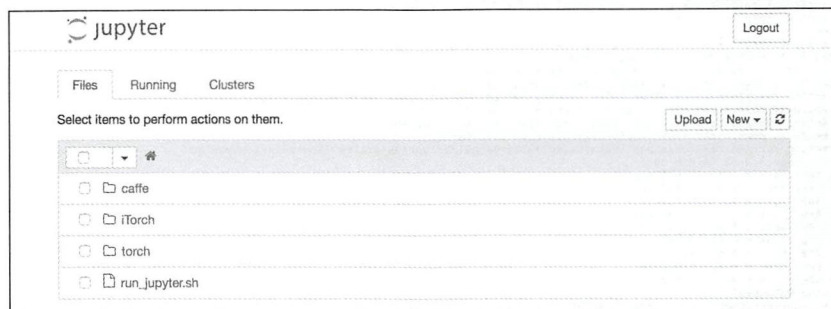 jupyter
Logout
Files Running Clusters
Select items to perform actions on them.
Upload New
caffe
iTorch
torch
run_jupyter.sh